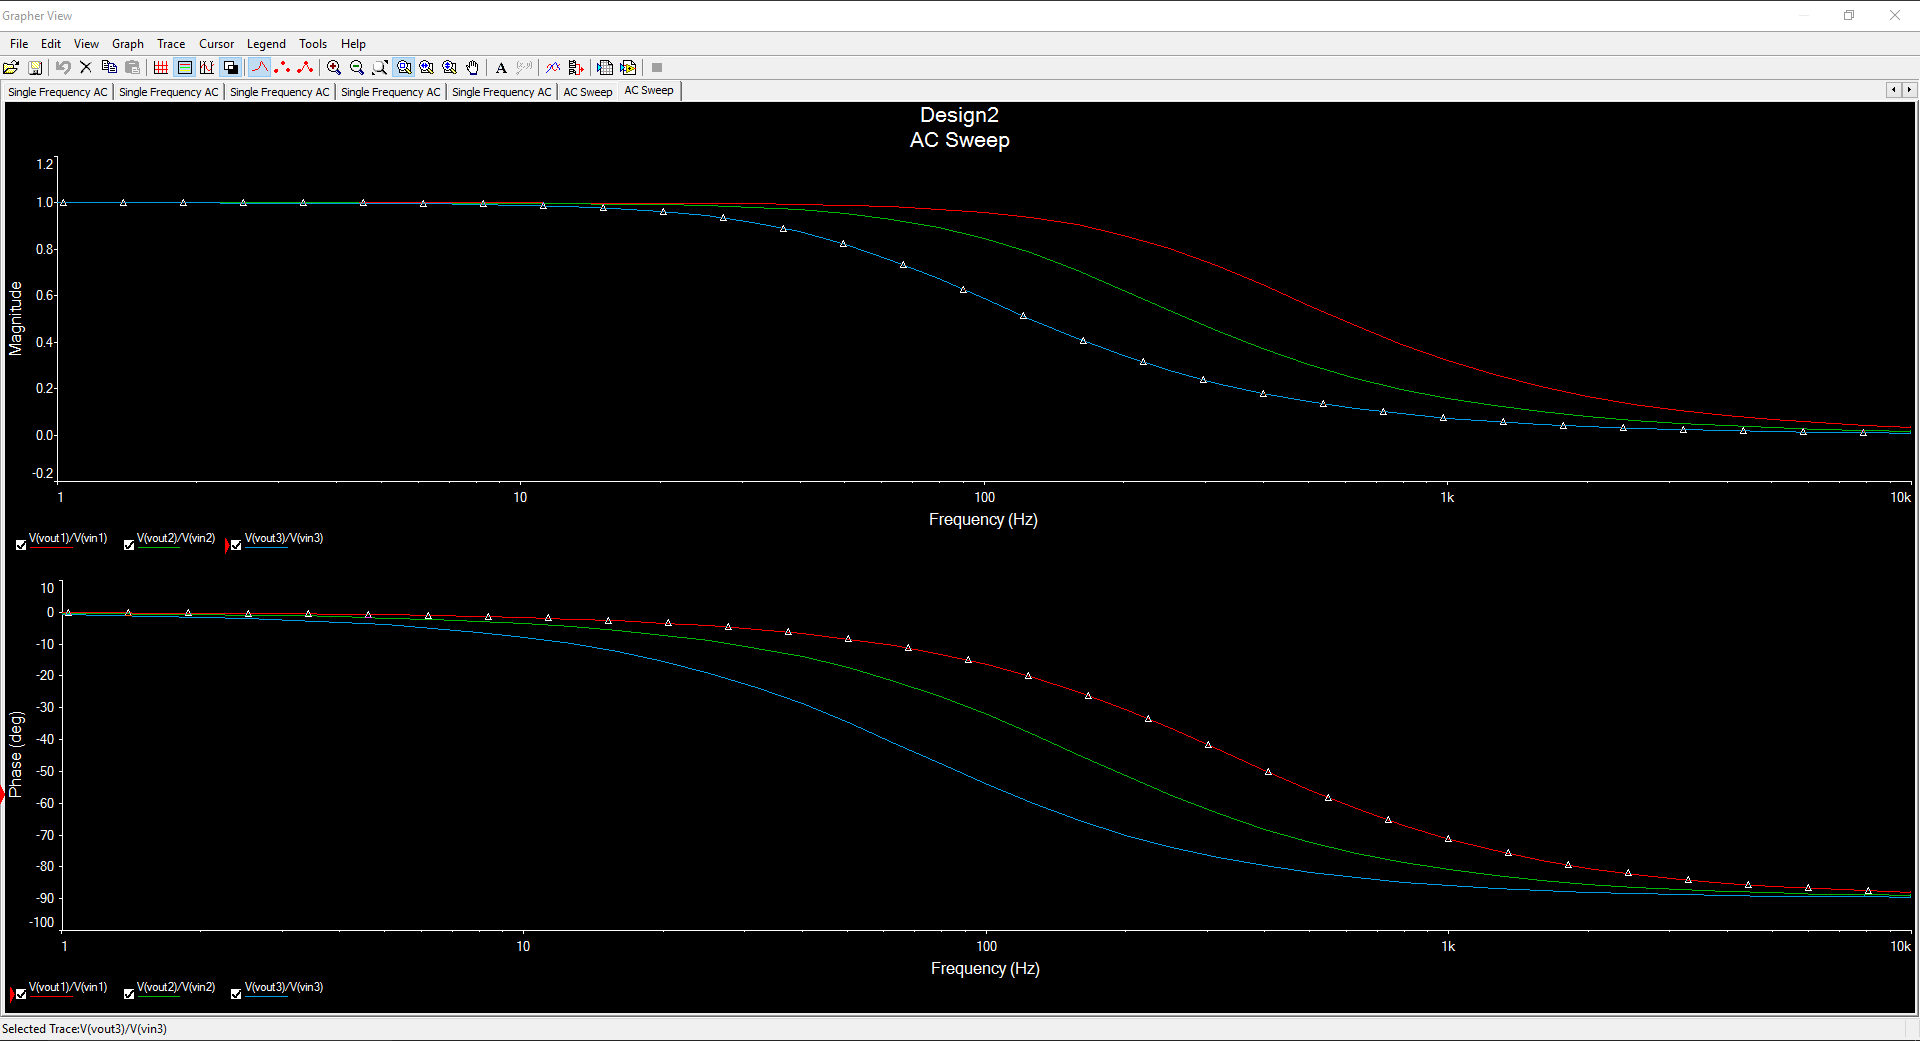 Grapher View
File Edit View Graph Trace Cursor Legend Tools Help
A
Single Frequency AC Single Frequency AC Single Frequency AC Single Frequency AC Single Frequency AC AC Sweep AC Sweep
Design2
AC Sweep
Magnitude
1.2
1.0
0.8
0.6
0.4
0.2
0.0
-0.2
1 10 100 1k 10k
Frequency (Hz)
V(vout1)/V(vin1) V(vout2)/V(vin2) V(vout3)/V(vin3)
Phase (deg)
10
0
-10
-20
-30
-40
-50
-60
-70
-80
-90
-100
1 10 100 1k 10k
Frequency (Hz)
V(vout1)/V(vin1) V(vout2)/V(vin2) V(vout3)/V(vin3)
Selected Trace:V(vout3)/V(vin3)